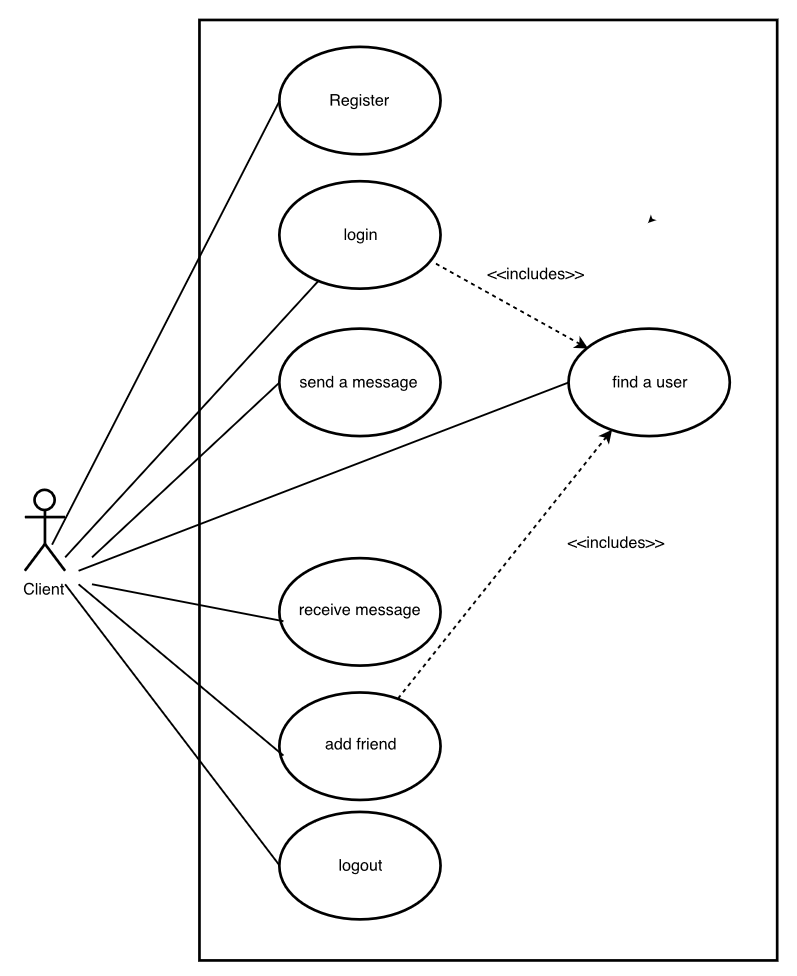 Register
login
<<includes>>
send a message
find a user
<<includes>>
Client
receive message
add friend
logout